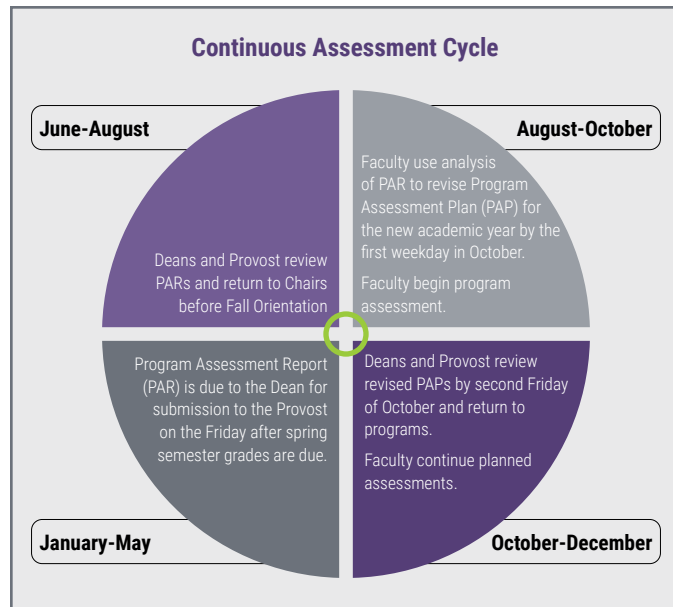 Continuous Assessment Cycle
June-August
Deans and Provost review
PARs and return to Chairs
before Fall Orientation
August-October
Faculty use analysis
of PAR to revise Program
Assessment Plan (PAP) for
the new academic year by the
first weekday in October.
Faculty begin program
assessment.
Program Assessment Report
(PAR) is due to the Dean for
submission to the Provost
on the Friday after spring
semester grades are due.
January-May
Deans and Provost review
revised PAPs by second Friday
of October and return to
programs.
Faculty continue planned
assessments.
October-December